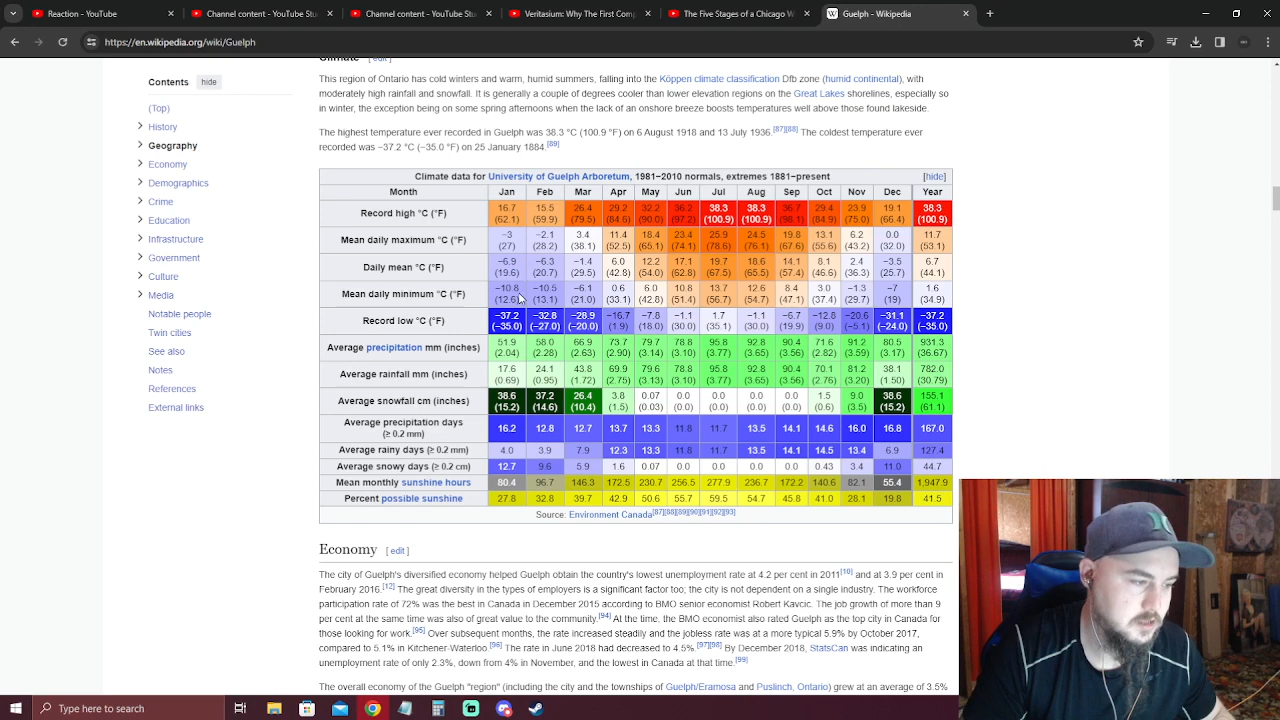 Reaction - YouTube
Custom Content Stu
Veritasium: My First
The Flaws of a Chicago W
Guelph - Wikipedia
https://en.wikipedia.org/wiki/Guelph
Contents hide
(Top)
History
Geography
Economy
Demographics
Crime
Education
Infrastructure
Government
Culture
Media
Notable people
Twin cities
See also
Notes
References
External links
Climate [ edit ]
This region of Ontario has cold winters and warm, humid summers, falling into the Köppen climate classification Dfb zone (humid continental), with
moderately high rainfall and snowfall. It is generally a couple of degrees cooler than lower elevation regions on the Great Lakes shorelines, especially so
in winter, the exception being on some spring afternoons when the lack of an onshore breeze boosts temperatures well above those found lakeside.
The highest temperature ever recorded in Guelph was 38.3 °C (100.9 °F) on 6 August 1918 and 13 July 1936.[87][88] The coldest temperature ever
recorded was −37.2 °C (−35.0 °F) on 25 January 1884.[89]
Climate data for University of Guelph Arboretum, 1981–2010 normals, extremes 1881–present [hide]
Month Jan Feb Mar Apr May Jun Jul Aug Sep Oct Nov Dec Year
Record high °C (°F) 16.7 15.5 26.4 29.2 32.2 36.2 38.3 38.3 36.7 29.4 23.9 19.1 38.3
(62.1) (59.9) (79.5) (84.6) (90.0) (97.2) (100.9) (100.9) (98.1) (84.9) (75.0) (66.4) (100.9)
Mean daily maximum °C (°F) −3 −2.1 3.4 11.4 18.4 23.4 25.9 24.5 19.8 13.1 6.2 0.0 11.7
(27) (28.2) (38.1) (52.5) (65.1) (74.1) (78.6) (76.1) (67.6) (55.6) (43.2) (32.0) (53.1)
Daily mean °C (°F) −6.9 −6.3 −1.4 6.0 12.2 17.1 19.7 18.6 14.1 8.1 2.4 −3.5 6.7
(19.6) (20.7) (29.5) (42.8) (54.0) (62.8) (67.5) (65.5) (57.4) (46.6) (36.3) (25.7) (44.1)
Mean daily minimum °C (°F) −10.8 −10.5 −6.1 0.6 6.0 10.8 13.7 12.6 8.4 3.0 −1.3 −7 1.6
(12.6) (13.1) (21.0) (33.1) (42.8) (51.4) (56.7) (54.7) (47.1) (37.4) (29.7) (19) (34.9)
Record low °C (°F) −37.2 −32.8 −28.9 −16.7 −7.8 −1.1 1.7 −1.1 −6.7 −12.8 −20.6 −31.1 −37.2
(−35.0) (−27.0) (−20.0) (1.9) (18.0) (30.0) (35.1) (30.0) (19.9) (9.0) (−5.1) (−24.0) (−35.0)
Average precipitation mm (inches) 51.9 58.0 66.9 73.7 79.7 78.8 95.8 92.8 90.4 71.6 91.2 80.5 931.3
(2.04) (2.28) (2.63) (2.90) (3.14) (3.10) (3.77) (3.65) (3.56) (2.82) (3.59) (3.17) (36.67)
Average rainfall mm (inches) 17.6 24.1 43.8 69.9 79.6 78.8 95.8 92.8 90.4 70.1 81.2 38.1 782.0
(0.69) (0.95) (1.72) (2.75) (3.13) (3.10) (3.77) (3.65) (3.56) (2.76) (3.20) (1.50) (30.79)
Average snowfall cm (inches) 38.6 37.2 26.4 3.8 0.07 0.0 0.0 0.0 0.0 1.5 9.0 38.6 155.1
(15.2) (14.6) (10.4) (1.5) (0.03) (0.0) (0.0) (0.0) (0.0) (0.6) (3.5) (15.2) (61.1)
Average precipitation days 16.2 12.8 12.7 13.7 13.3 11.8 11.7 13.5 14.1 14.6 16.0 16.8 167.0
(≥ 0.2 mm)
Average rainy days (≥ 0.2 mm) 4.0 3.9 7.9 12.3 13.3 11.8 11.7 13.5 14.1 14.5 13.4 6.9 127.4
Average snowy days (≥ 0.2 cm) 12.7 9.6 5.9 1.6 0.07 0.0 0.0 0.0 0.0 0.43 3.4 11.0 44.7
Mean monthly sunshine hours 80.4 96.7 146.3 172.5 230.7 256.5 277.9 236.7 172.2 140.6 82.1 55.4 1,947.9
Percent possible sunshine 27.8 32.8 39.7 42.9 50.6 55.7 59.5 54.7 45.8 41.0 28.1 19.8 41.5
Source: Environment Canada[87][88][89][90][91][92][93]
Economy [ edit ]
The city of Guelph's diversified economy helped Guelph obtain the country's lowest unemployment rate at 4.2 per cent in 2011[10] and at 3.9 per cent in
February 2016.[12] The great diversity in the types of employers is a significant factor too; the city is not dependent on a single industry. The workforce
participation rate of 72% was the best in Canada in December 2015 according to BMO senior economist Robert Kavcic. The job growth of more than 9
per cent at the same time was also of great value to the community.[94] At the time, the BMO economist also rated Guelph as the top city in Canada for
those looking for work.[95] Over subsequent months, the rate increased steadily and the jobless rate was at a more typical 5.9% by October 2017,
compared to 5.1% in Kitchener-Waterloo.[96] The rate in June 2018 had decreased to 4.5%.[97][98] By December 2018, StatsCan was indicating an
unemployment rate of only 2.3%, down from 4% in November, and the lowest in Canada at that time.[99]
The overall economy of the Guelph "region" (including the city and the townships of Guelph/Eramosa and Puslinch, Ontario) grew at an average of 3.5%
Type here to search